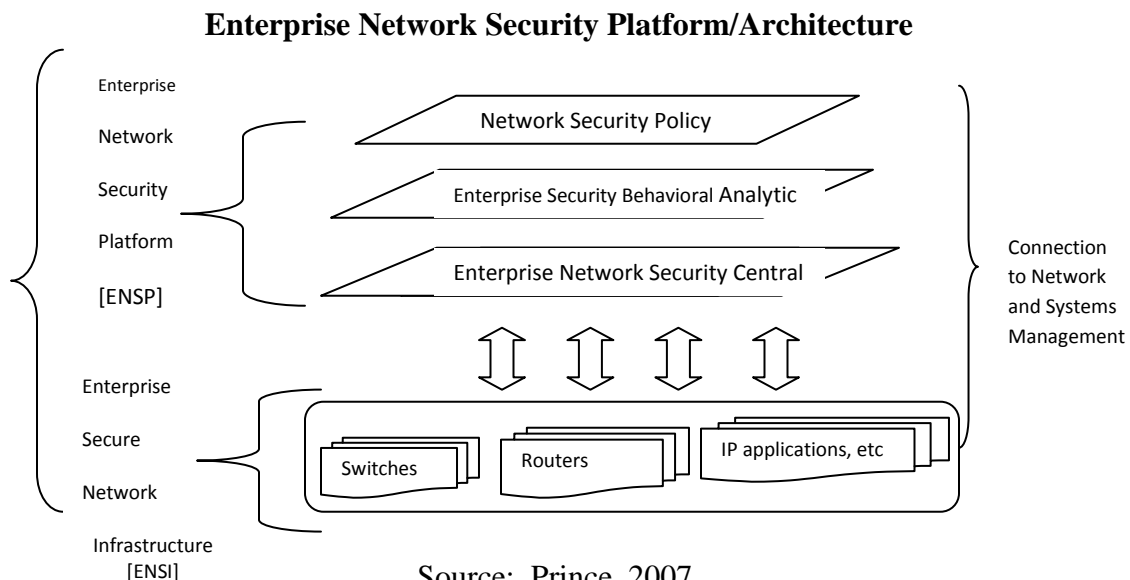 Enterprise Network Security Platform/Architecture
Enterprise
Network
Security
Platform
[ENSP]
Network Security Policy
Enterprise Security Behavioral Analytic
Enterprise Network Security Central
Connection
to Network
and Systems
Management
Enterprise
Secure
Network
Infrastructure
[ENSI]
Switches
Routers
IP applications, etc
Source: Prince, 2007